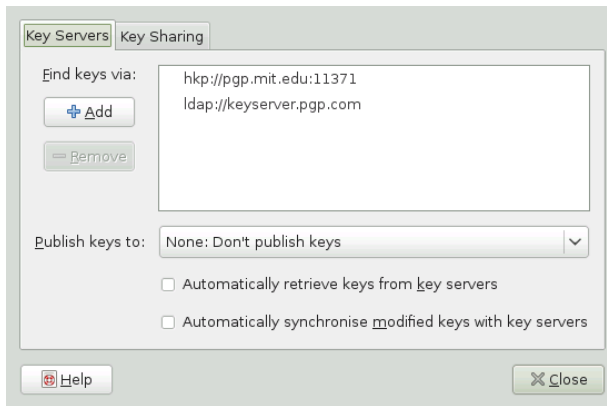 Key Servers Key Sharing
Find keys via:
hkp://pgp.mit.edu:11371
ldap://keyserver.pgp.com
Add
Remove
Publish keys to: None: Don't publish keys
Automatically retrieve keys from key servers
Automatically synchronise modified keys with key servers
Help Close